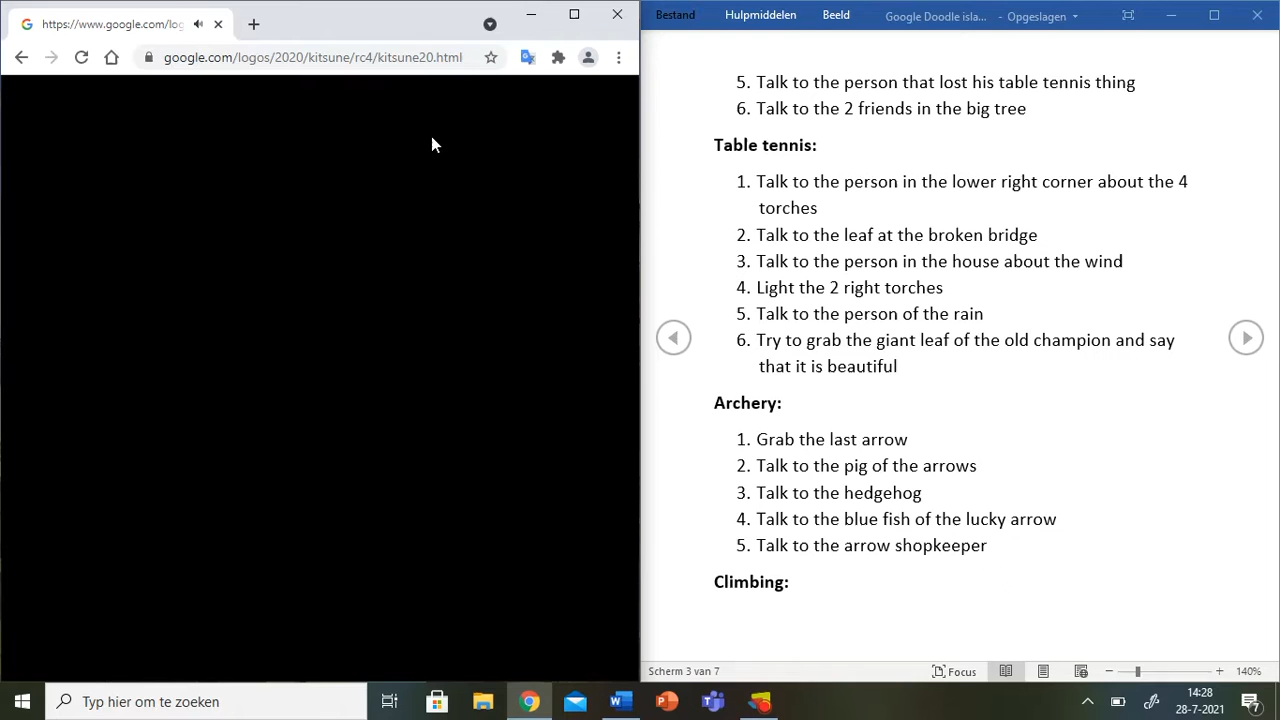 https://www.google.com/log
google.com/logos/2020/kitsune/rc4/kitsune20.html
Bestand Hulpmiddelen Beeld Google Doodle isla... - Opgeslagen
5. Talk to the person that lost his table tennis thing
6. Talk to the 2 friends in the big tree
Table tennis:
1. Talk to the person in the lower right corner about the 4
torches
2. Talk to the leaf at the broken bridge
3. Talk to the person in the house about the wind
4. Light the 2 right torches
5. Talk to the person of the rain
6. Try to grab the giant leaf of the old champion and say
that it is beautiful
Archery:
1. Grab the last arrow
2. Talk to the pig of the arrows
3. Talk to the hedgehog
4. Talk to the blue fish of the lucky arrow
5. Talk to the arrow shopkeeper
Climbing:
Scherm 3 van 7 Focus 140%
Typ hier om te zoeken
14:28
28-7-2021
7